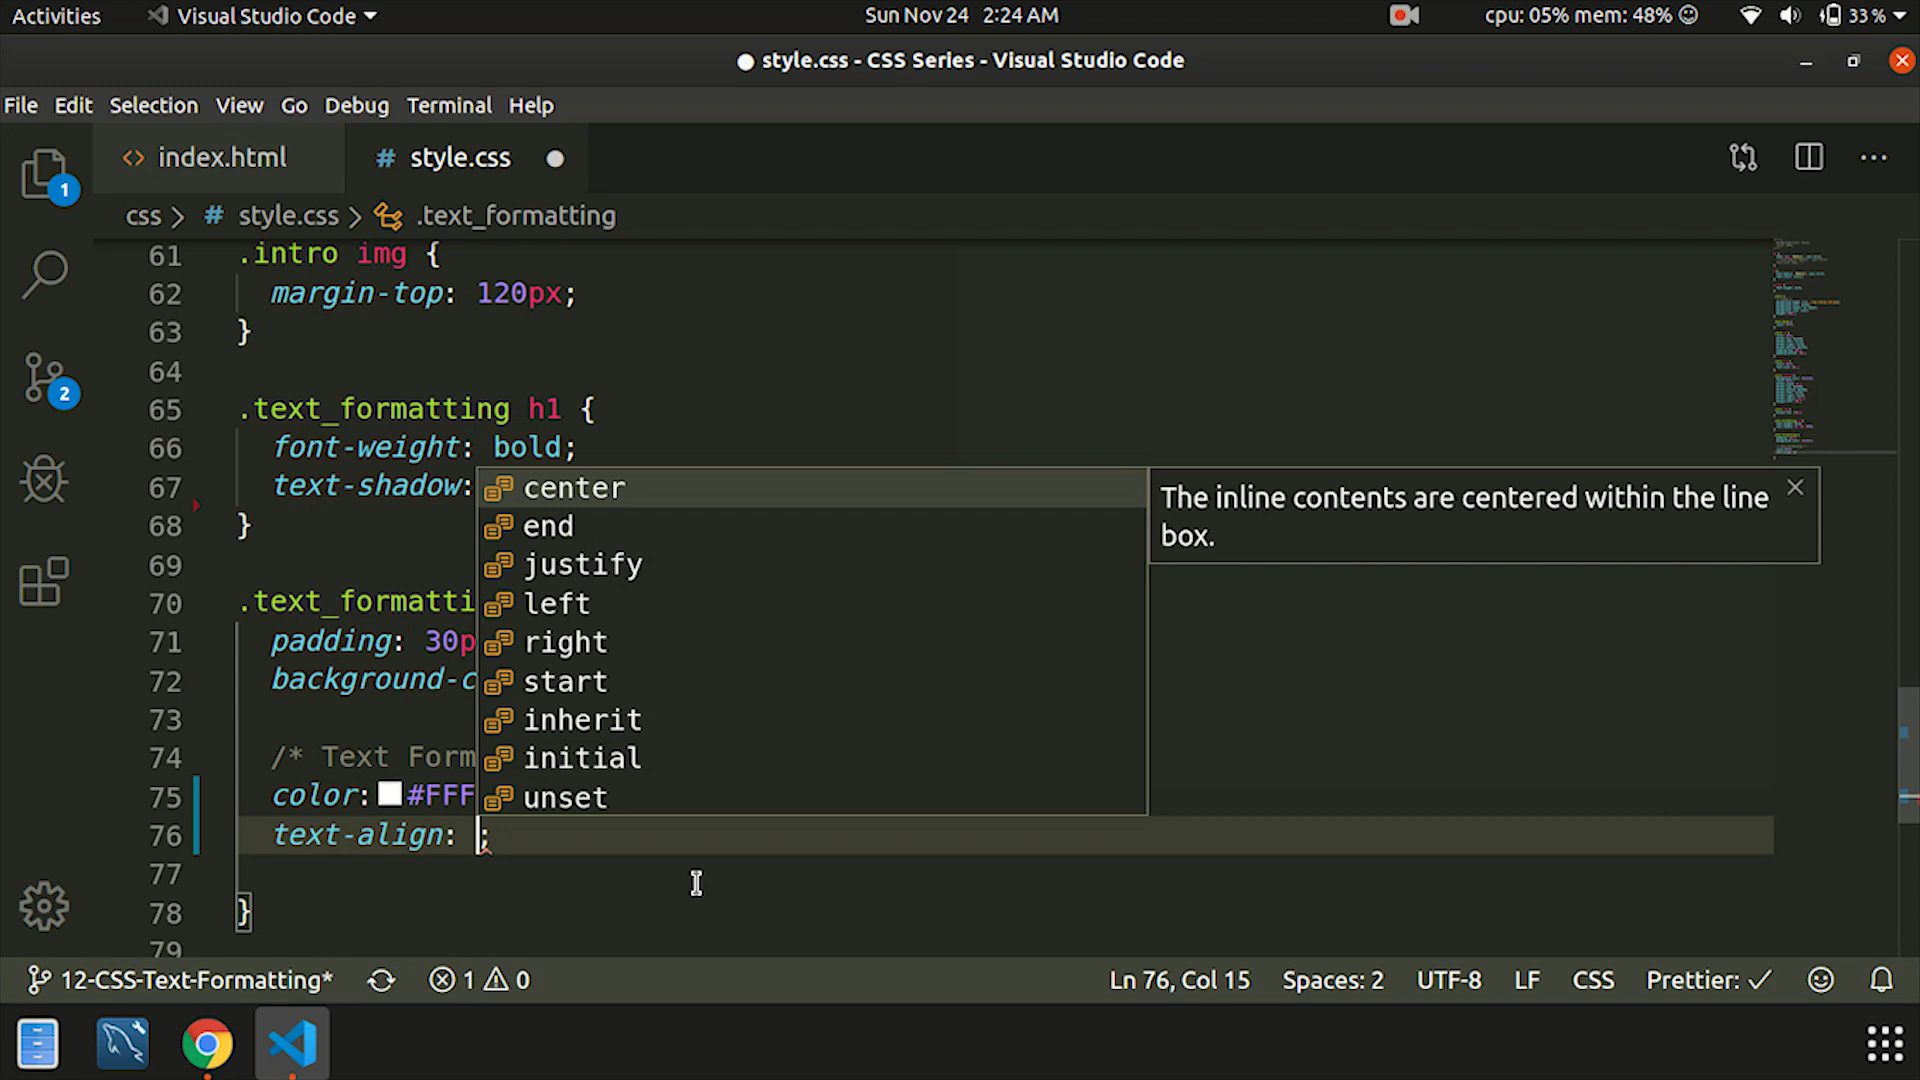 Activities
Visual Studio Code
Sun Nov 24 2:24 AM
cpu: 05% mem: 48%
33%
style.css - CSS Series - Visual Studio Code
File Edit Selection View Go Debug Terminal Help
index.html
# style.css
css > # style.css > .text_formatting
1
2
61 .intro img {
62 margin-top: 120px;
63 }
64
65 .text_formatting h1 {
66 font-weight: bold;
67 text-shadow:
68 }
69
70 .text_formatti
71 padding: 30p
72 background-c
73
74 /* Text Form
75 color: #FFF
76 text-align: ;
77
78 }
79
center
end
justify
left
right
start
inherit
initial
unset
The inline contents are centered within the line
box.
12-CSS-Text-Formatting*
1
0
Ln 76, Col 15
Spaces: 2
UTF-8
LF
CSS
Prettier: ✓